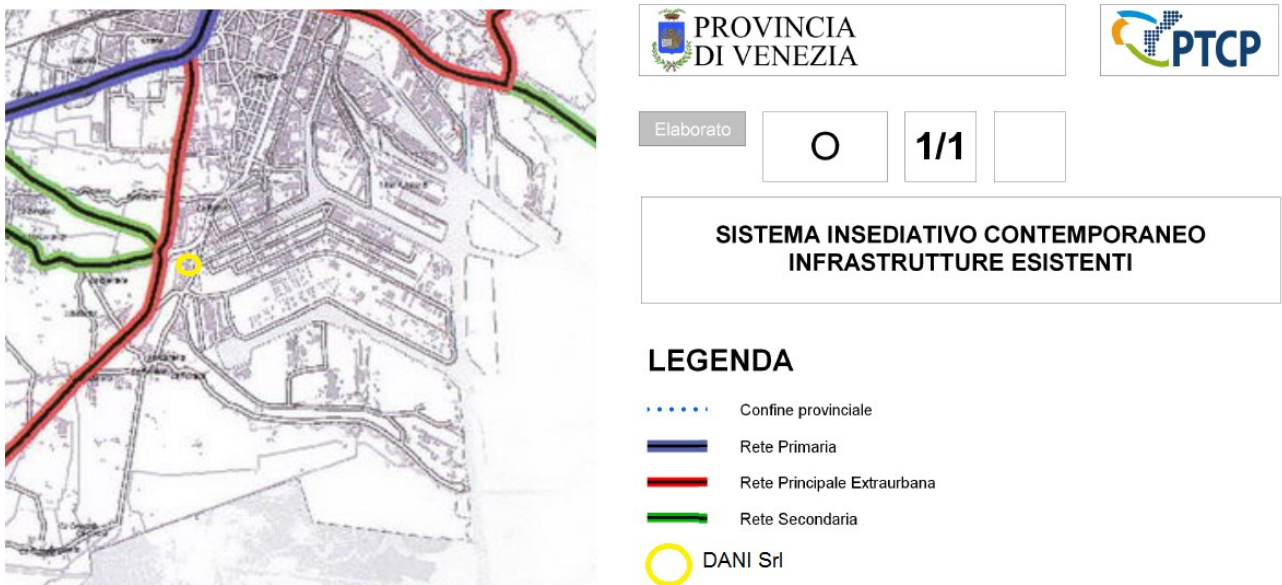 PROVINCIA
DI VENEZIA
PTCP
Elaborato
O
1/1
SISTEMA INSEDIATIVO CONTEMPORANEO
INFRASTRUTTURE ESISTENTI
LEGENDA
Confine provinciale
Rete Primaria
Rete Principale Extraurbana
Rete Secondaria
DANI Srl